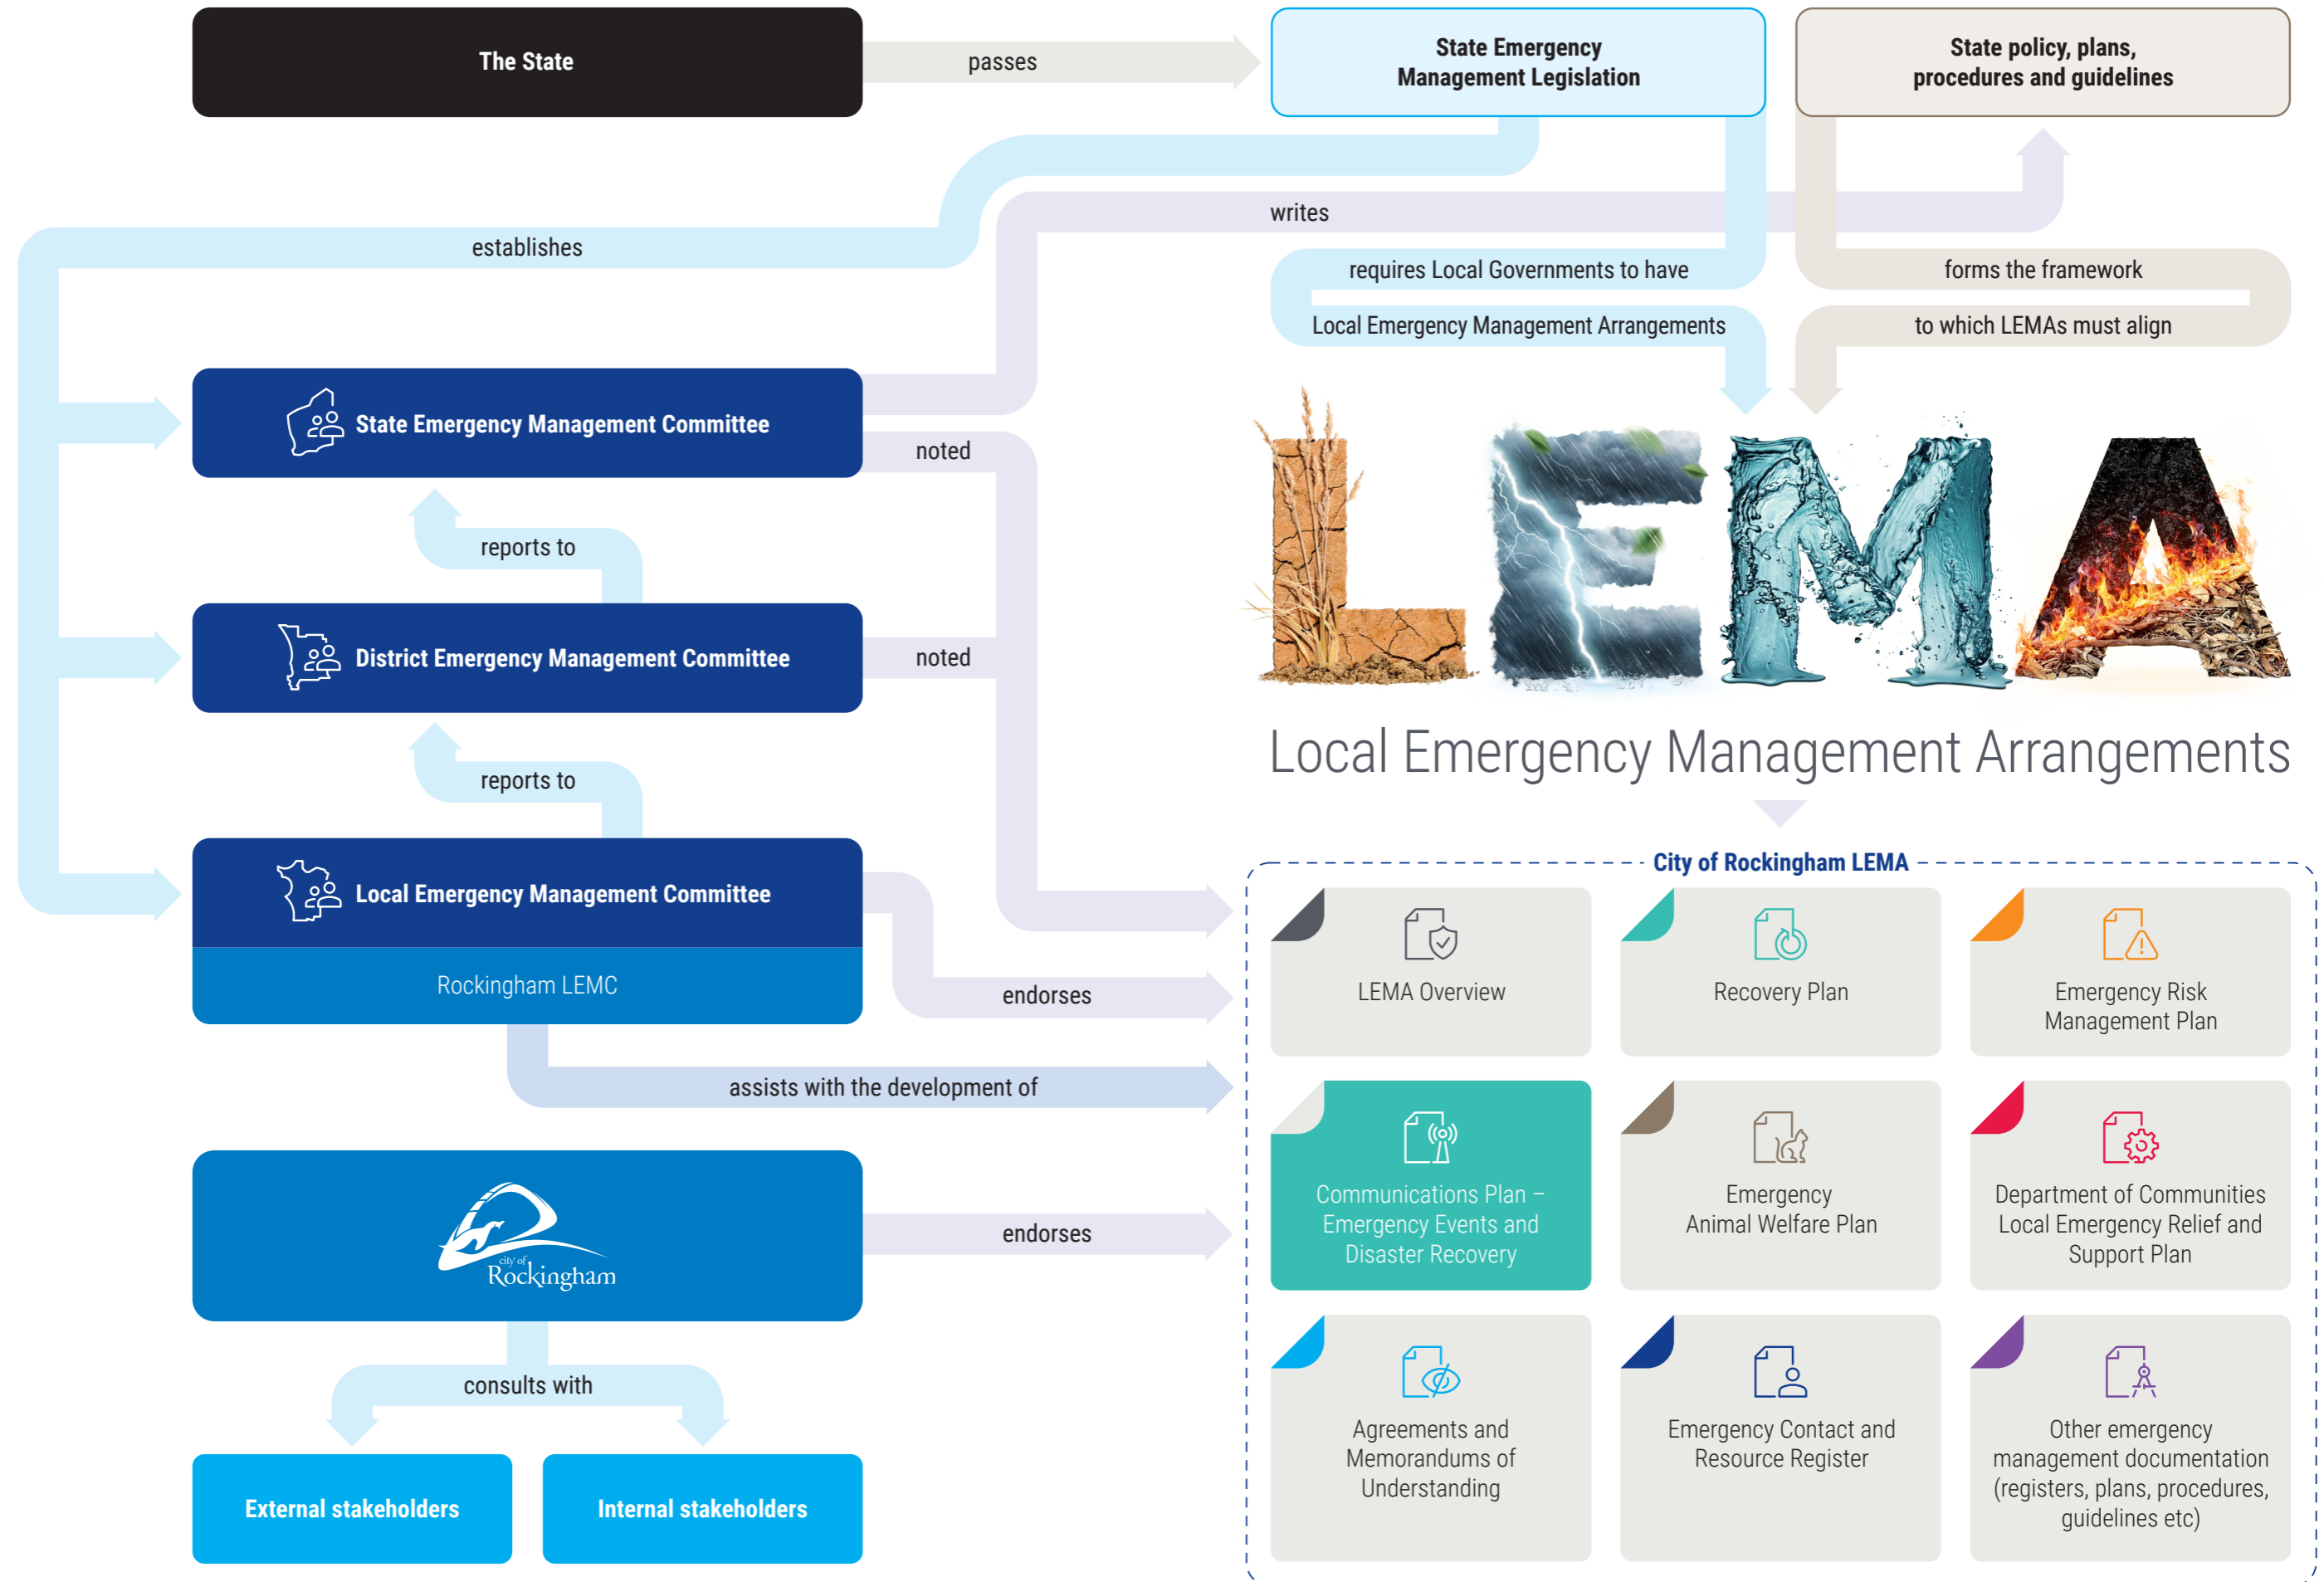 The State
passes
State Emergency
Management Legislation
State policy, plans,
procedures and guidelines
establishes
writes
requires Local Governments to have
Local Emergency Management Arrangements
forms the framework
to which LEMAs must align
State Emergency Management Committee
noted
reports to
District Emergency Management Committee
noted
reports to
Local Emergency Management Committee
Rockingham LEMC
endorses
assists with the development of
city of
Rockingham
endorses
consults with
External stakeholders
Internal stakeholders
LEMA
Local Emergency Management Arrangements
City of Rockingham LEMA
LEMA Overview
Recovery Plan
Emergency Risk
Management Plan
Communications Plan –
Emergency Events and
Disaster Recovery
Emergency
Animal Welfare Plan
Department of Communities
Local Emergency Relief and
Support Plan
Agreements and
Memorandums of
Understanding
Emergency Contact and
Resource Register
Other emergency
management documentation
(registers, plans, procedures,
guidelines etc)